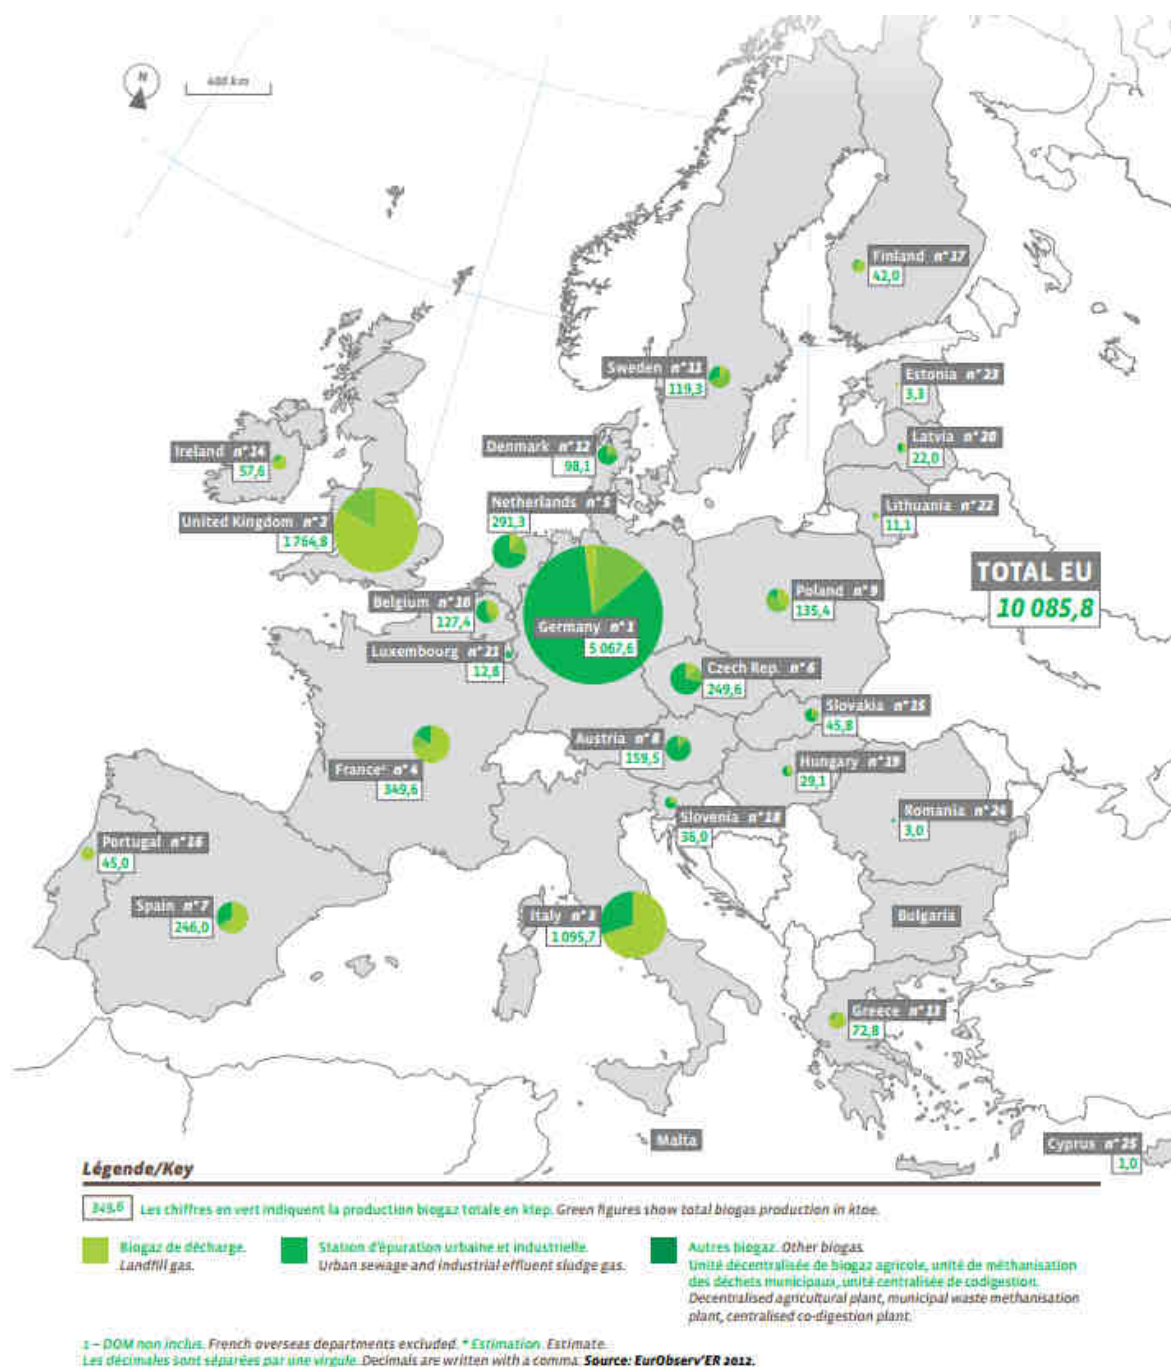 N
400 km
Finland n°17
42,0
Sweden n°11
119,3
Estonia n°23
3,3
Latvia n°20
22,0
Ireland n°14
57,6
Denmark n°12
98,1
Lithuania n°22
11,1
Netherlands n°5
291,3
United Kingdom n°2
1 764,8
TOTAL EU
10 085,8
Poland n°9
135,4
Belgium n°10
127,4
Germany n°1
5 067,6
Luxembourg n°21
12,8
Czech Rep. n°6
249,6
Slovakia n°15
45,8
Austria n°8
159,5
France¹ n°4
349,6
Hungary n°19
29,1
Slovenia n°18
36,0
Romania n°24
3,0
Portugal n°16
45,0
Spain n°7
246,0
Italy n°3
1 095,7
Bulgaria
Greece n°13
72,8
Malta
Cyprus n°25
1,0
Légende/Key
349,6 Les chiffres en vert indiquent la production biogaz totale en ktep. Green figures show total biogas production in ktoe.
Biogaz de décharge.
Landfill gas.
Station d'épuration urbaine et industrielle.
Urban sewage and industrial effluent sludge gas.
Autres biogaz. Other biogas.
Unité décentralisée de biogaz agricole, unité de méthanisation
des déchets municipaux, unité centralisée de codigestion.
Decentralised agricultural plant, municipal waste methanisation
plant, centralised co-digestion plant.
1 – DOM non inclus. French overseas departments excluded. * Estimation. Estimate.
Les décimales sont séparées par une virgule. Decimals are written with a comma. Source: EurObserv'ER 2012.